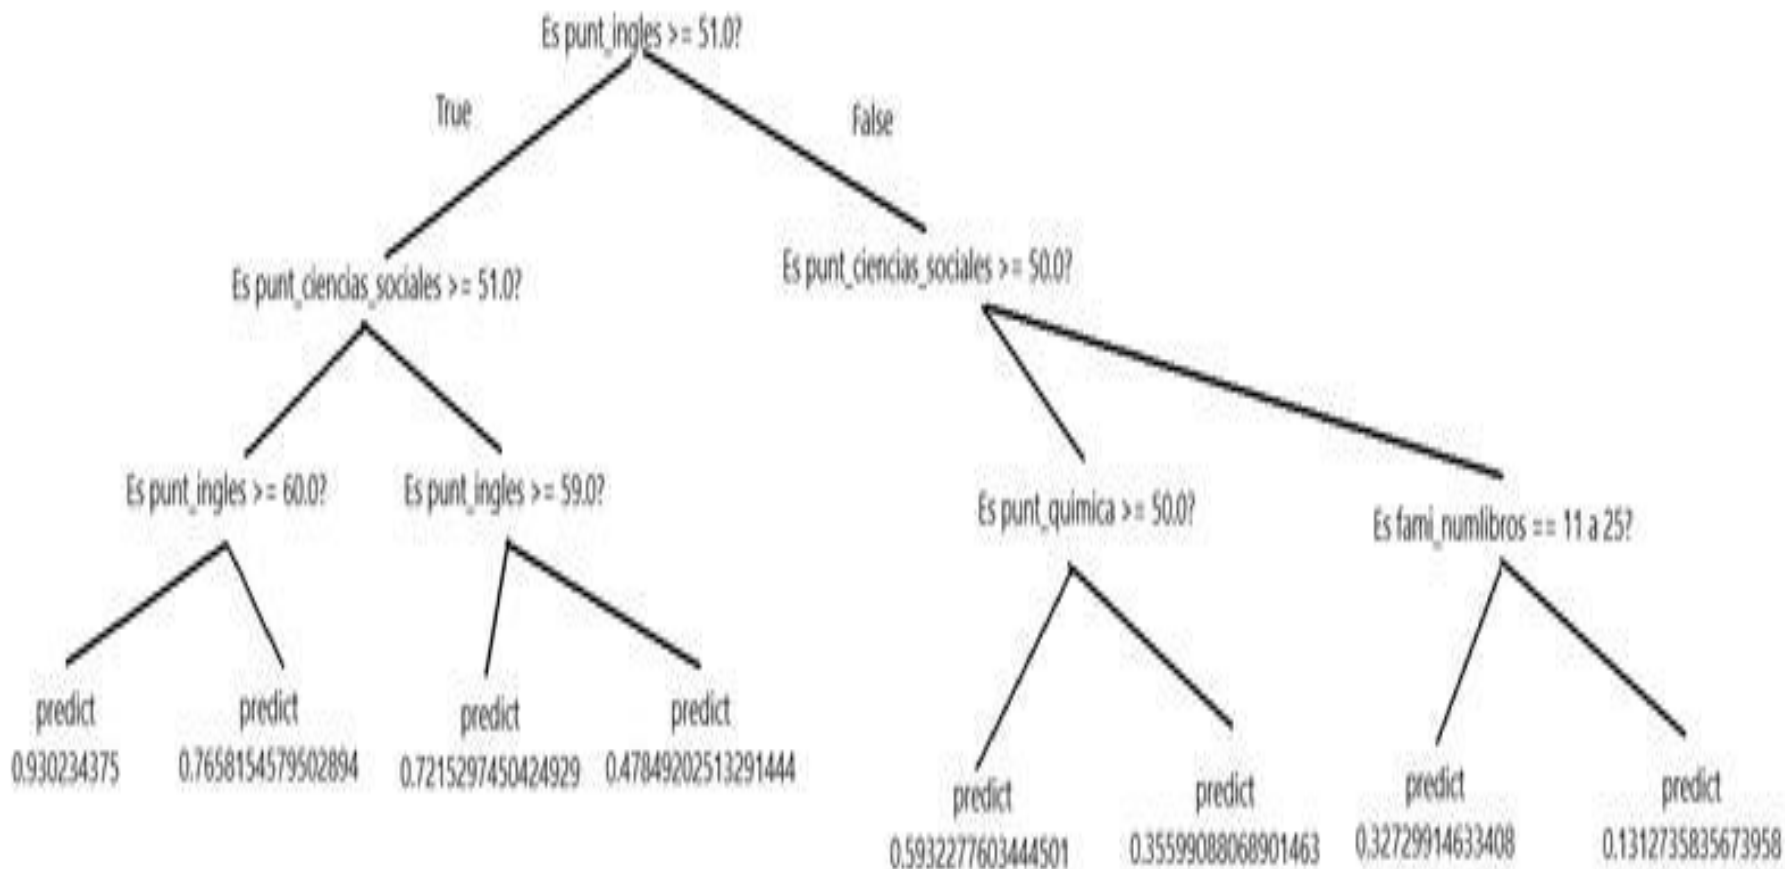 Es punt_ingles >= 51.0?
True
False
Es punt_ciencias_sociales >= 51.0?
Es punt_ciencias_sociales >= 50.0?
Es punt_ingles >= 60.0?
Es punt_ingles >= 59.0?
Es punt_quimica >= 50.0?
Es fami_numlibros == 11 a 25?
predict
0.930234375
predict
0.7658154579502894
predict
0.7215297450424929
predict
0.47849202513291444
predict
0.5932277603444501
predict
0.35599088068901463
predict
0.32729914633408
predict
0.1312735835673958